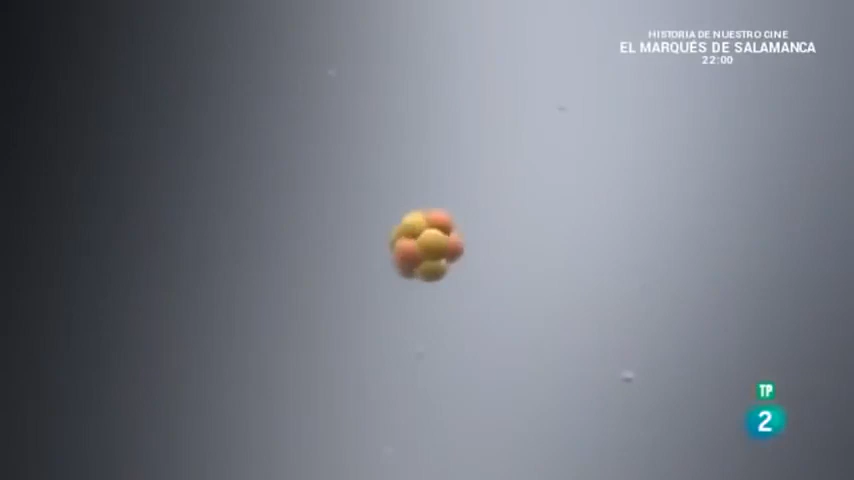 HISTORIA DE NUESTRO CINE
EL MARQUÉS DE SALAMANCA
22:00
TP
2